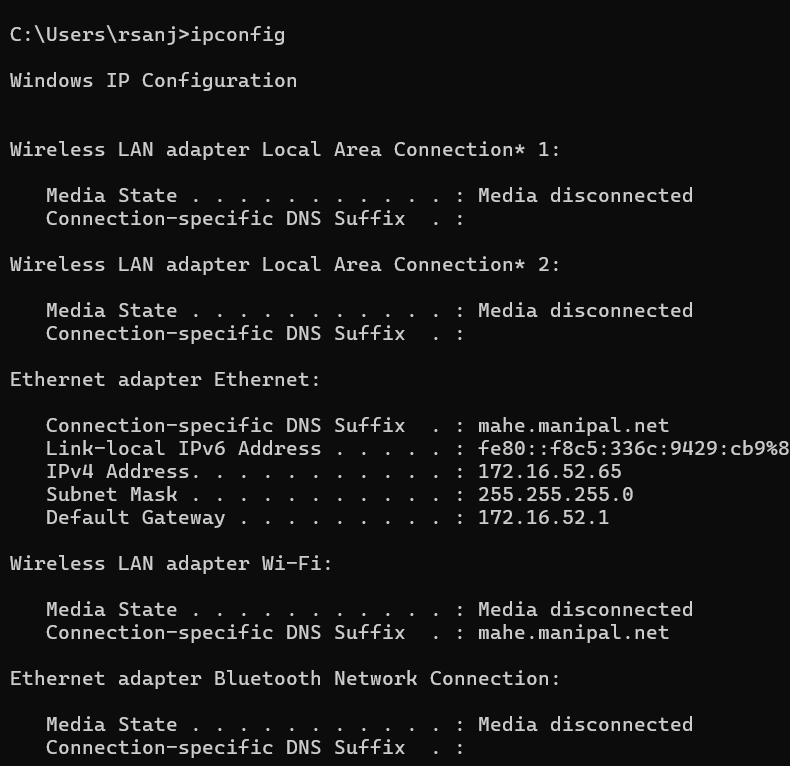 C:\Users\rsanj>ipconfig
Windows IP Configuration
Wireless LAN adapter Local Area Connection* 1:
   Media State . . . . . . . . . . . : Media disconnected
   Connection-specific DNS Suffix  . :
Wireless LAN adapter Local Area Connection* 2:
   Media State . . . . . . . . . . . : Media disconnected
   Connection-specific DNS Suffix  . :
Ethernet adapter Ethernet:
   Connection-specific DNS Suffix  . : mahe.manipal.net
   Link-local IPv6 Address . . . . . : fe80::f8c5:336c:9429:cb9%8
   IPv4 Address. . . . . . . . . . . : 172.16.52.65
   Subnet Mask . . . . . . . . . . . : 255.255.255.0
   Default Gateway . . . . . . . . . : 172.16.52.1
Wireless LAN adapter Wi-Fi:
   Media State . . . . . . . . . . . : Media disconnected
   Connection-specific DNS Suffix  . : mahe.manipal.net
Ethernet adapter Bluetooth Network Connection:
   Media State . . . . . . . . . . . : Media disconnected
   Connection-specific DNS Suffix  . :